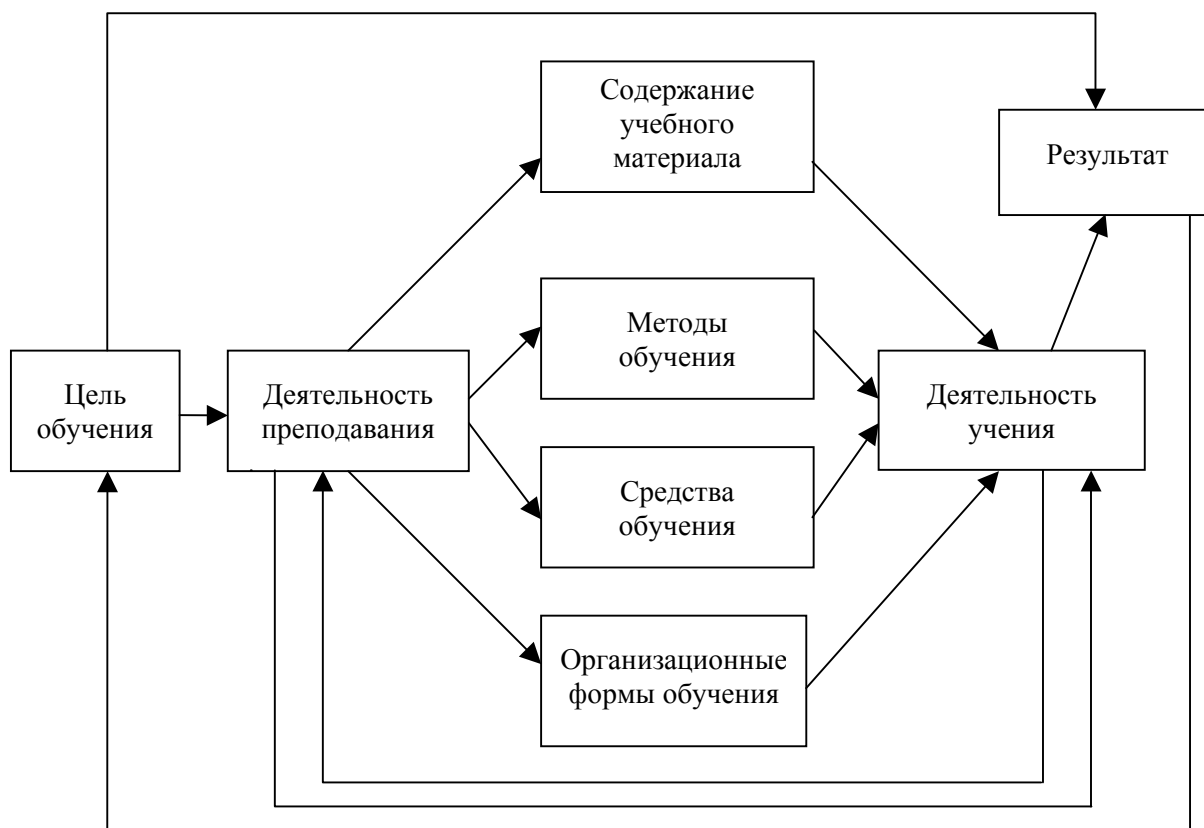 Содержание
учебного
материала
Результат
Методы
обучения
Цель
обучения
Деятельность
преподавания
Деятельность
учения
Средства
обучения
Организационные
формы обучения